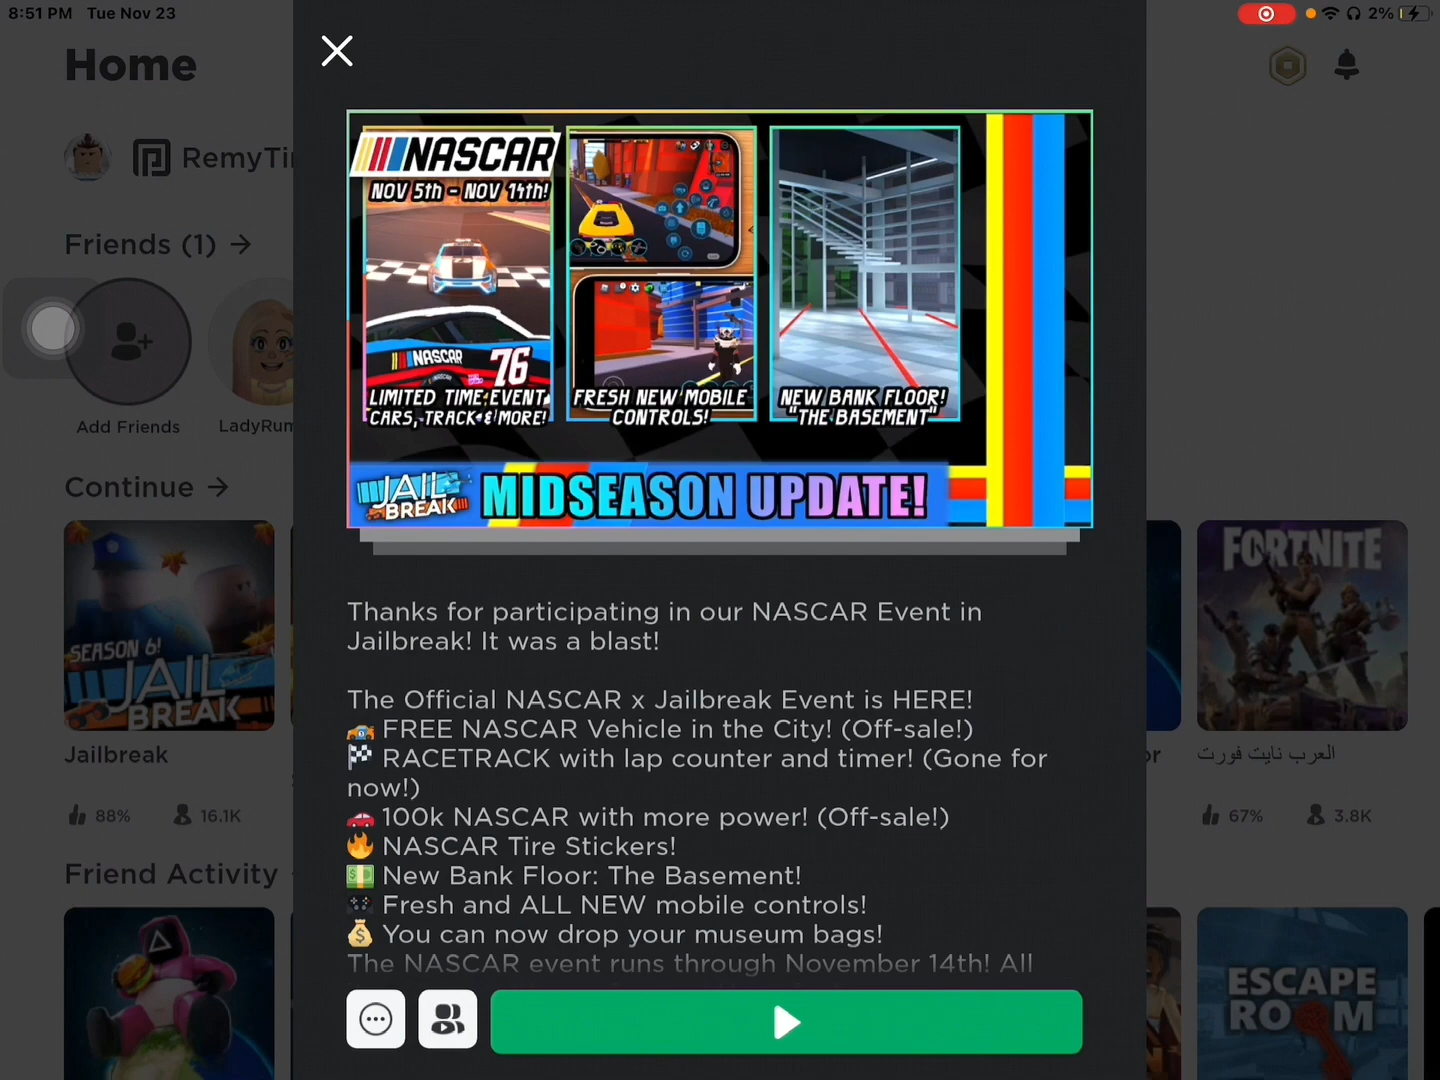 8:51 PM Tue Nov 23
2%
Home
RemyTi
Friends (1) →
Add Friends
LadyRum
Continue →
SEASON 6!
JAIL
BREAK
Jailbreak
88% 16.1K
Friend Activity
NASCAR
NOV 5th - NOV 14th!
NASCAR 76
LIMITED TIME EVENT
CARS, TRACK & MORE!
FRESH NEW MOBILE
CONTROLS!
NEW BANK FLOOR!
"THE BASEMENT"
JAIL
BREAK
MIDSEASON UPDATE!
Thanks for participating in our NASCAR Event in
Jailbreak! It was a blast!
The Official NASCAR x Jailbreak Event is HERE!
🏎️ FREE NASCAR Vehicle in the City! (Off-sale!)
🏁 RACETRACK with lap counter and timer! (Gone for
now!)
🚗 100k NASCAR with more power! (Off-sale!)
🔥 NASCAR Tire Stickers!
💵 New Bank Floor: The Basement!
🎮 Fresh and ALL NEW mobile controls!
💰 You can now drop your museum bags!
The NASCAR event runs through November 14th! All
or
FORTNITE
العرب نايت فورت
67% 3.8K
ESCAPE
ROOM